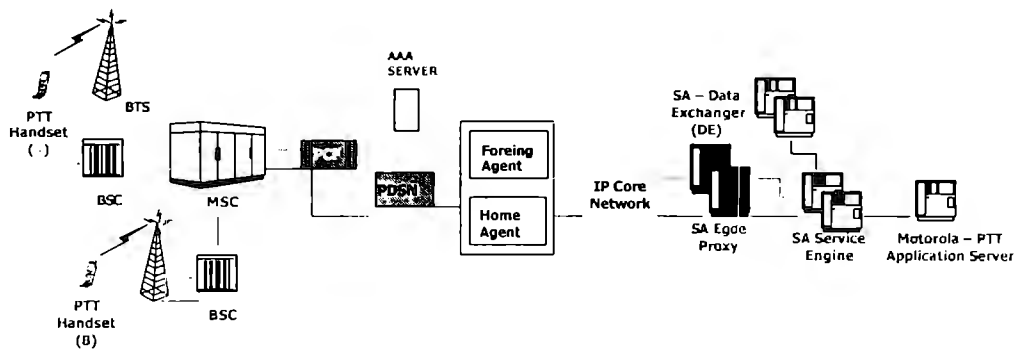 AAA
SERVER
BTS
PTT
Handset
BSC
MSC
PDSN
Foreing
Agent
Home
Agent
IP Core
Network
SA – Data
Exchanger
(DE)
SA Egde
Proxy
SA Service
Engine
Motorola – PTT
Application Server
BSC
PTT
Handset
(B)